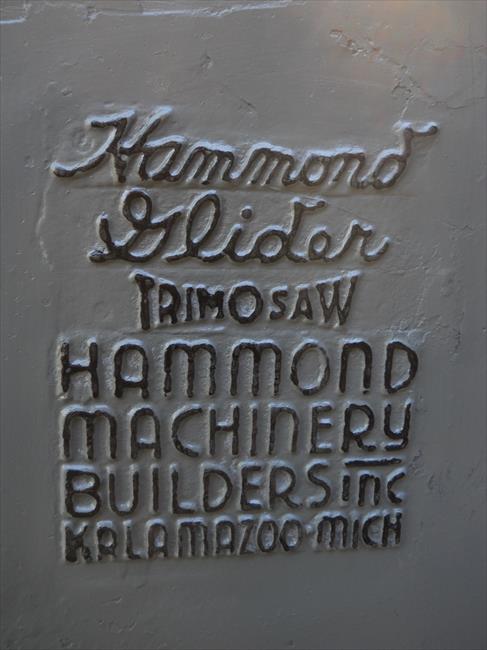 Hammond
Glider
TRIMOSAW
HAMMOND
MACHINERY
BUILDERS INC
KALAMAZOO-MICH